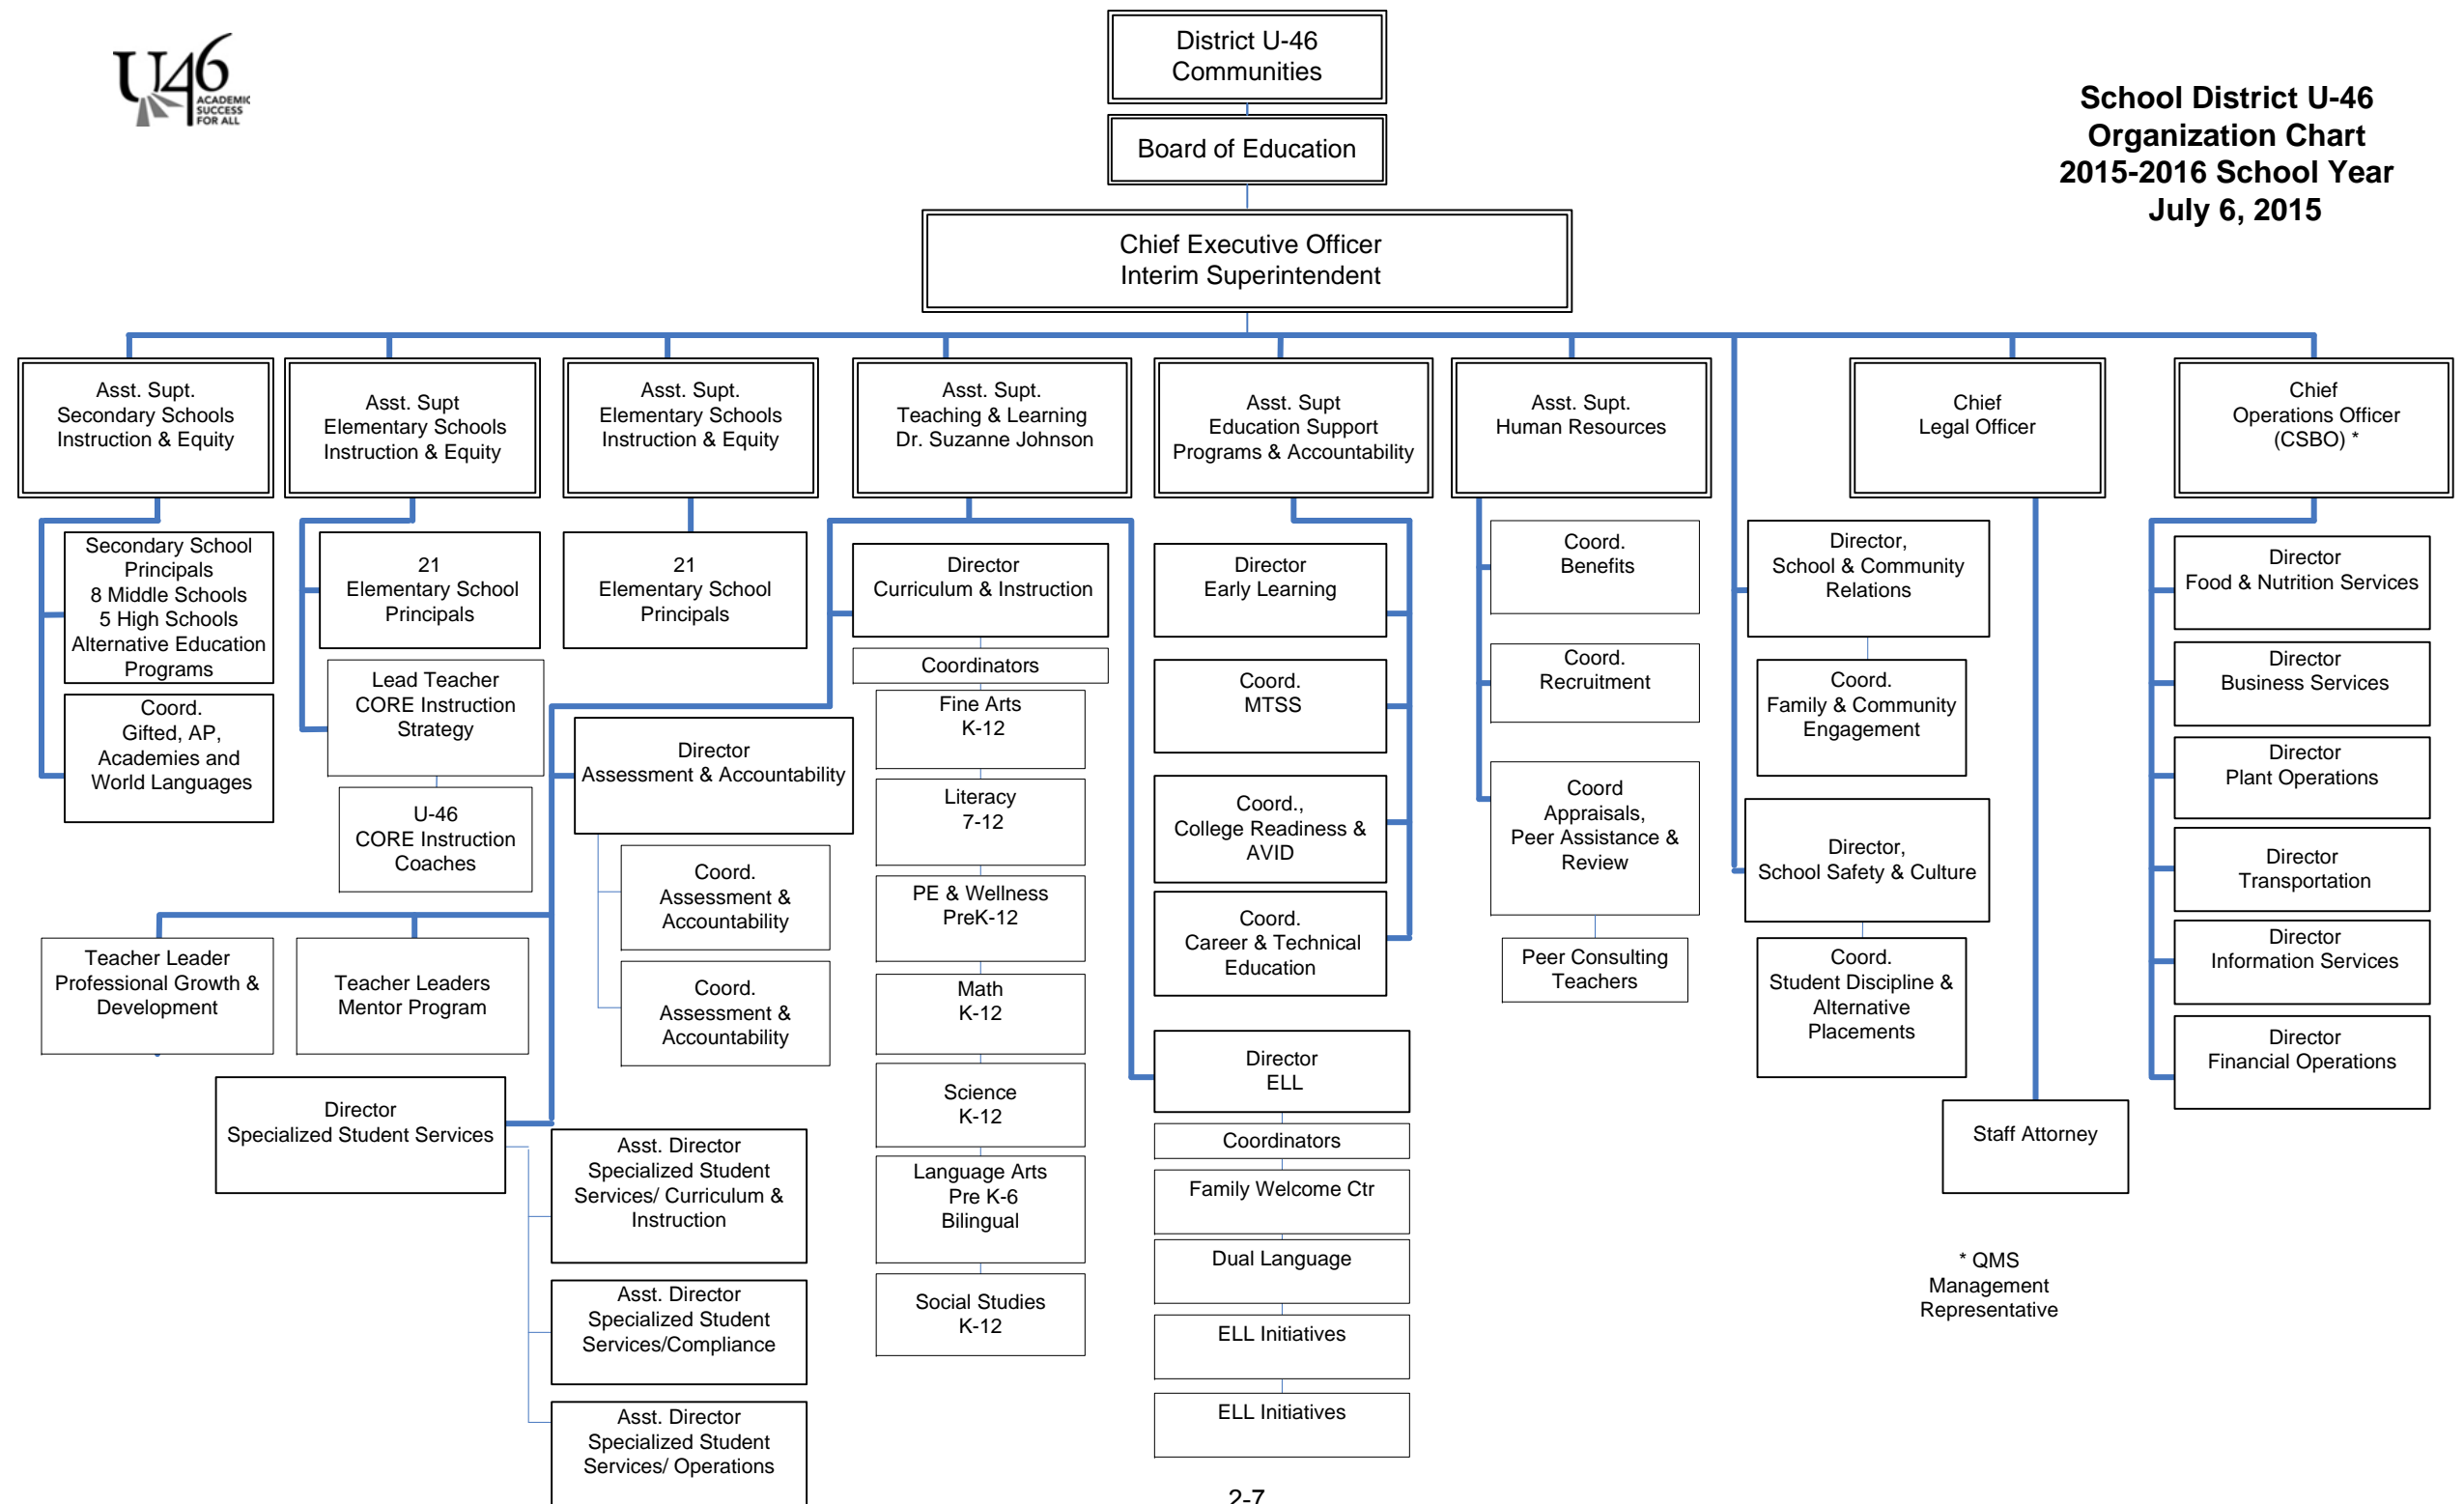 U46
ACADEMIC
SUCCESS
FOR ALL
District U-46
Communities
Board of Education
Chief Executive Officer
Interim Superintendent
School District U-46
Organization Chart
2015-2016 School Year
July 6, 2015
Asst. Supt.
Secondary Schools
Instruction & Equity
Asst. Supt
Elementary Schools
Instruction & Equity
Asst. Supt.
Elementary Schools
Instruction & Equity
Asst. Supt.
Teaching & Learning
Dr. Suzanne Johnson
Asst. Supt
Education Support
Programs & Accountability
Asst. Supt.
Human Resources
Chief
Legal Officer
Chief
Operations Officer
(CSBO) *
Secondary School
Principals
8 Middle Schools
5 High Schools
Alternative Education
Programs
Coord.
Gifted, AP,
Academies and
World Languages
21
Elementary School
Principals
Lead Teacher
CORE Instruction
Strategy
U-46
CORE Instruction
Coaches
21
Elementary School
Principals
Director
Curriculum & Instruction
Coordinators
Fine Arts
K-12
Literacy
7-12
PE & Wellness
PreK-12
Math
K-12
Science
K-12
Language Arts
Pre K-6
Bilingual
Social Studies
K-12
Director
Assessment & Accountability
Coord.
Assessment &
Accountability
Coord.
Assessment &
Accountability
Teacher Leader
Professional Growth &
Development
Teacher Leaders
Mentor Program
Director
Specialized Student Services
Asst. Director
Specialized Student
Services/ Curriculum &
Instruction
Asst. Director
Specialized Student
Services/Compliance
Asst. Director
Specialized Student
Services/ Operations
Director
Early Learning
Coord.
MTSS
Coord.,
College Readiness &
AVID
Coord.
Career & Technical
Education
Director
ELL
Coordinators
Family Welcome Ctr
Dual Language
ELL Initiatives
ELL Initiatives
Coord.
Benefits
Coord.
Recruitment
Coord
Appraisals,
Peer Assistance &
Review
Peer Consulting
Teachers
Director,
School & Community
Relations
Coord.
Family & Community
Engagement
Director,
School Safety & Culture
Coord.
Student Discipline &
Alternative
Placements
Staff Attorney
Director
Food & Nutrition Services
Director
Business Services
Director
Plant Operations
Director
Transportation
Director
Information Services
Director
Financial Operations
* QMS
Management
Representative
2-7